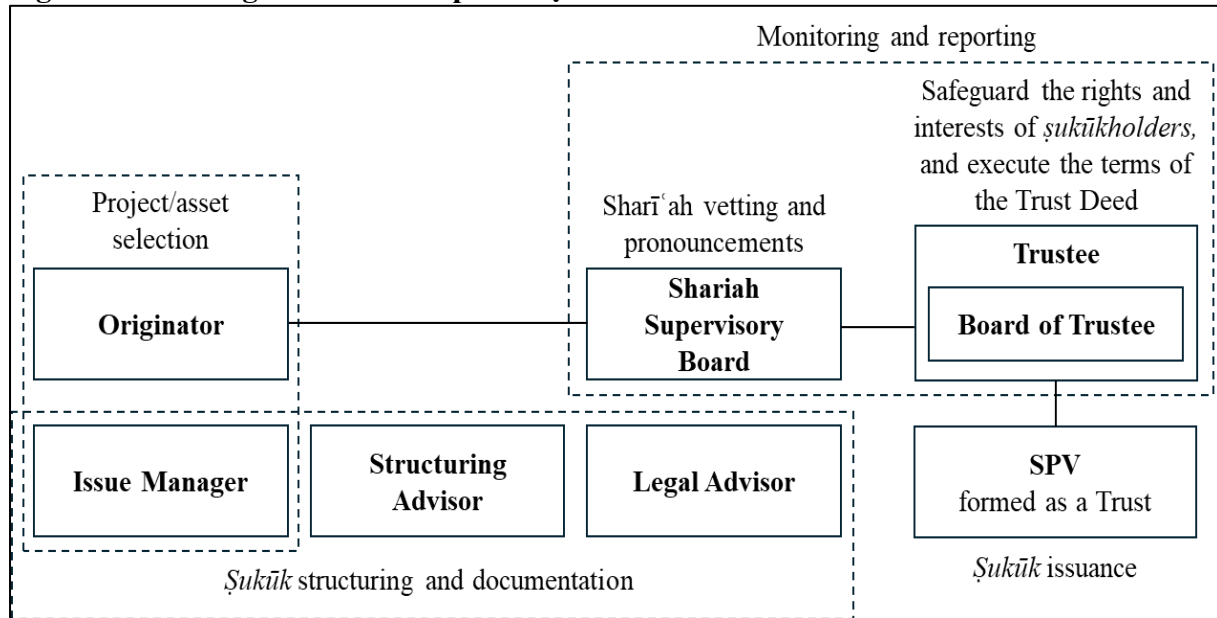 Monitoring and reporting
Safeguard the rights and
interests of ṣukūkholders,
and execute the terms of
the Trust Deed
Project/asset
selection
Sharīʿah vetting and
pronouncements
Originator
Shariah
Supervisory
Board
Trustee
Board of Trustee
Issue Manager
Structuring
Advisor
Legal Advisor
SPV
formed as a Trust
Ṣukūk structuring and documentation
Ṣukūk issuance